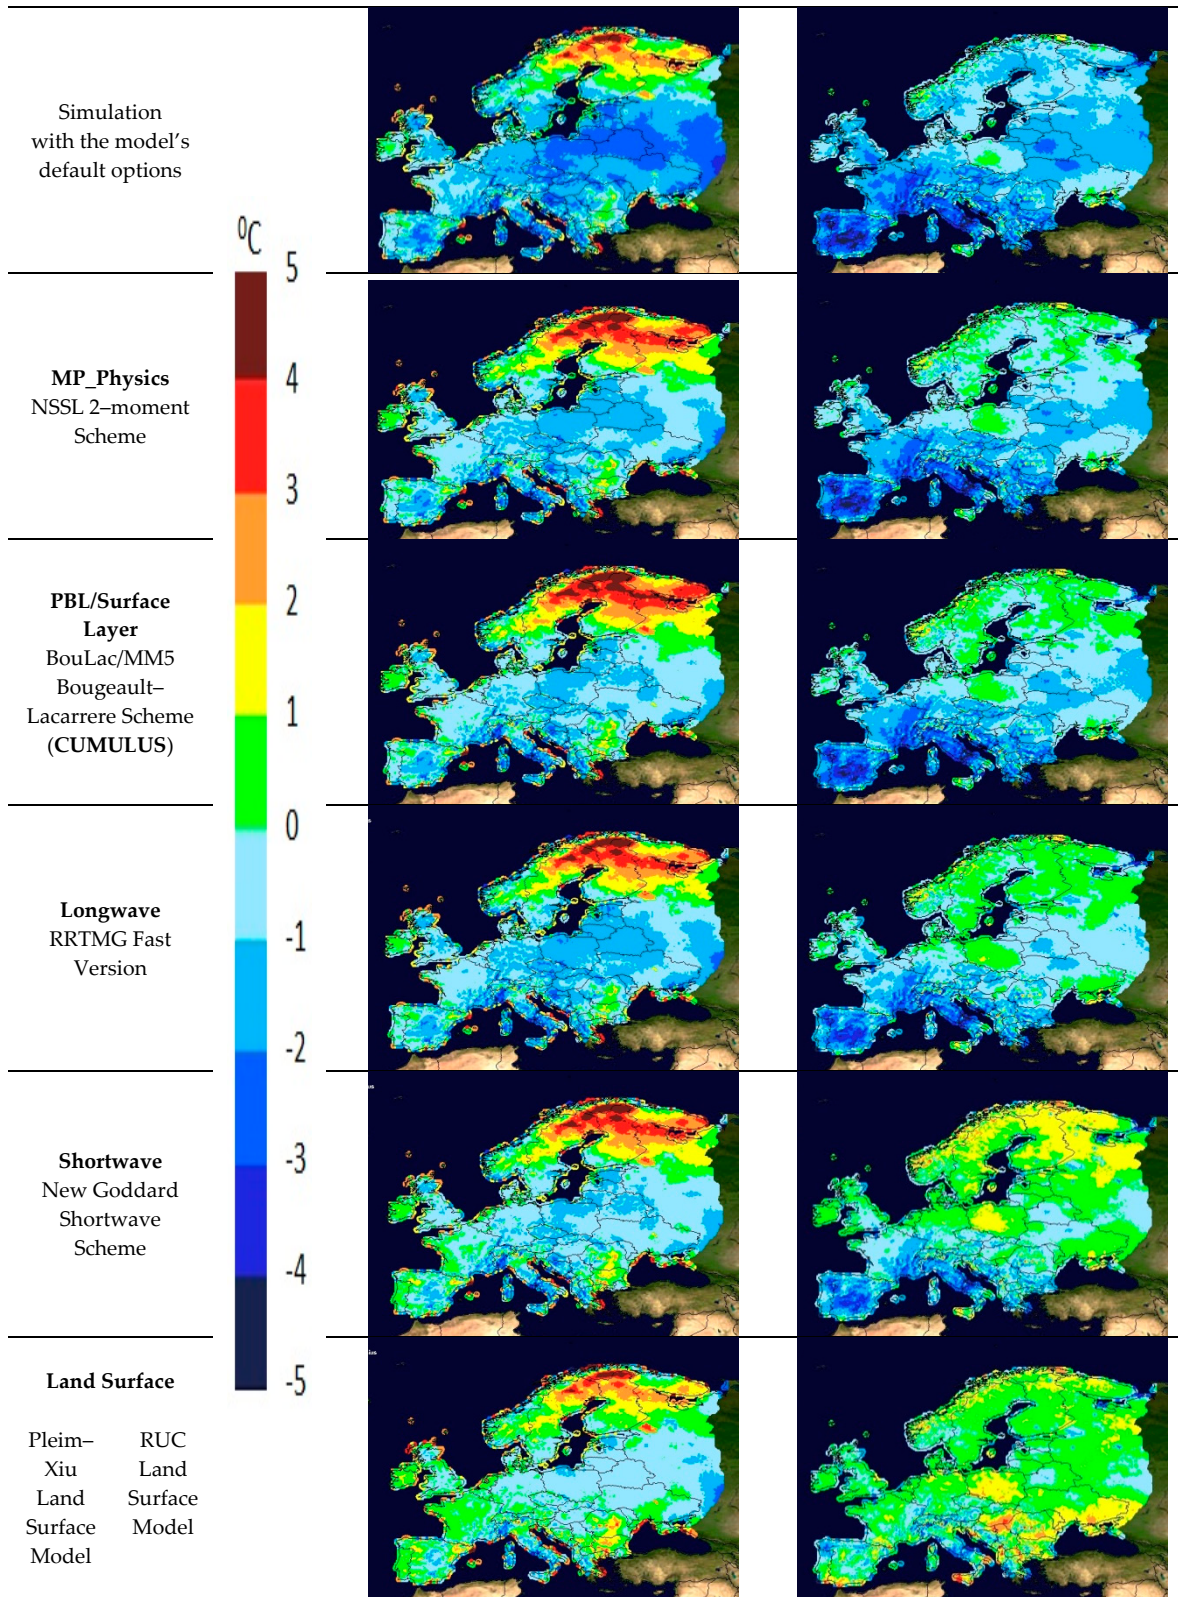 Simulation
with the model's
default options
⁰C
5
4
3
2
1
0
-1
-2
-3
-4
-5
MP_Physics
NSSL 2–moment
Scheme
PBL/Surface
Layer
BouLac/MM5
Bougeault–
Lacarrere Scheme
(CUMULUS)
Longwave
RRTMG Fast
Version
Shortwave
New Goddard
Shortwave
Scheme
Land Surface
Pleim–
Xiu
Land
Surface
Model
RUC
Land
Surface
Model